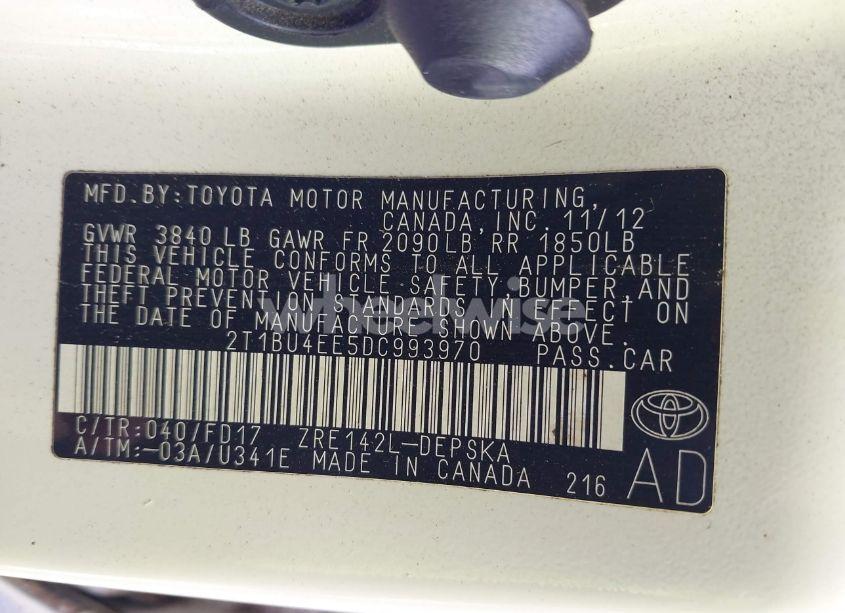 MFD.BY:TOYOTA MOTOR MANUFACTURING,
CANADA,INC. 11/12
GVWR 3840 LB GAWR FR 2090LB RR 1850LB
THIS VEHICLE CONFORMS TO ALL APPLICABLE
FEDERAL MOTOR VEHICLE SAFETY,BUMPER,AND
THEFT PREVENTION STANDARDS IN EFFECT ON
THE DATE OF MANUFACTURE SHOWN ABOVE.
2T1BU4EE5DC993970 PASS.CAR
C/TR:040/FD17 ZRE142L-DEPSKA
A/TM:-03A/U341E MADE IN CANADA 216
AD
wheelwise